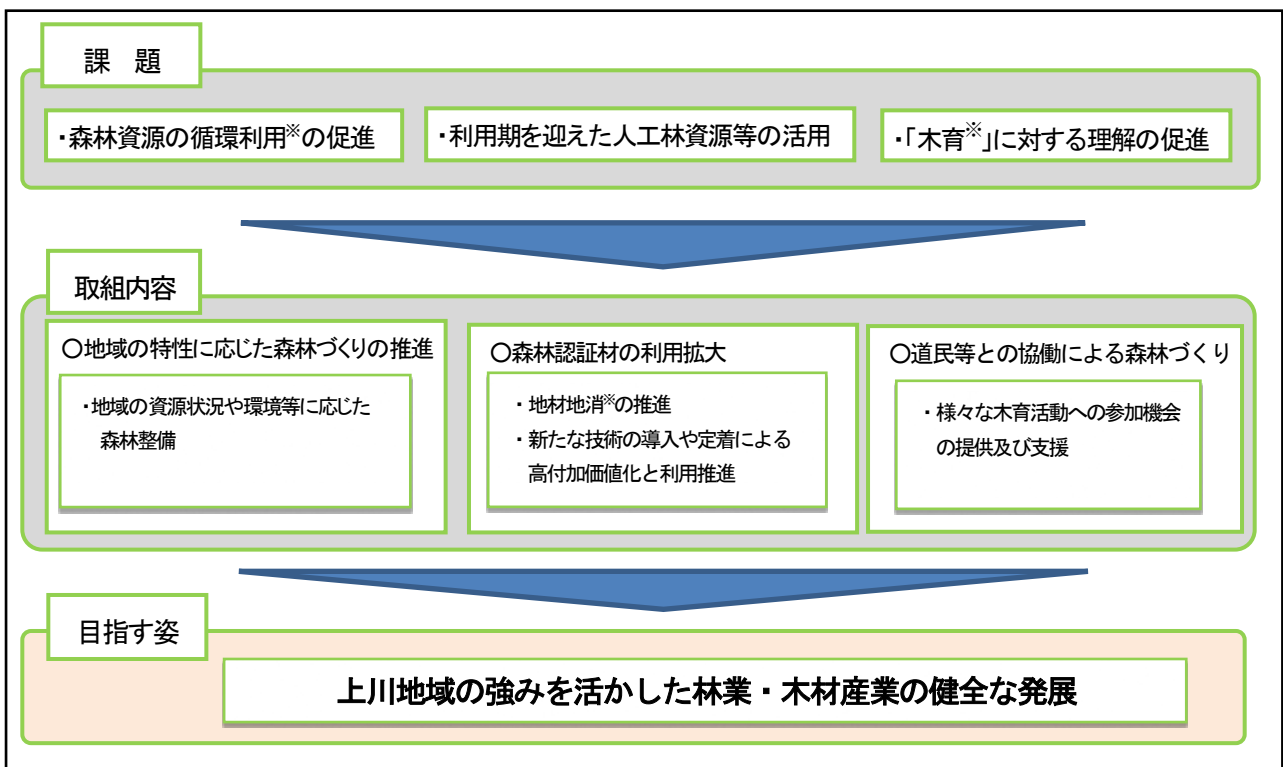 課　題
・森林資源の循環利用※の促進
・利用期を迎えた人工林資源等の活用
・「木育※」に対する理解の促進
取組内容
〇地域の特性に応じた森林づくりの推進
・地域の資源状況や環境等に応じた
森林整備
〇森林認証材の利用拡大
・地材地消※の推進
・新たな技術の導入や定着による
高付加価値化と利用推進
〇道民等との協働による森林づくり
・様々な木育活動への参加機会
の提供及び支援
目指す姿
上川地域の強みを活かした林業・木材産業の健全な発展